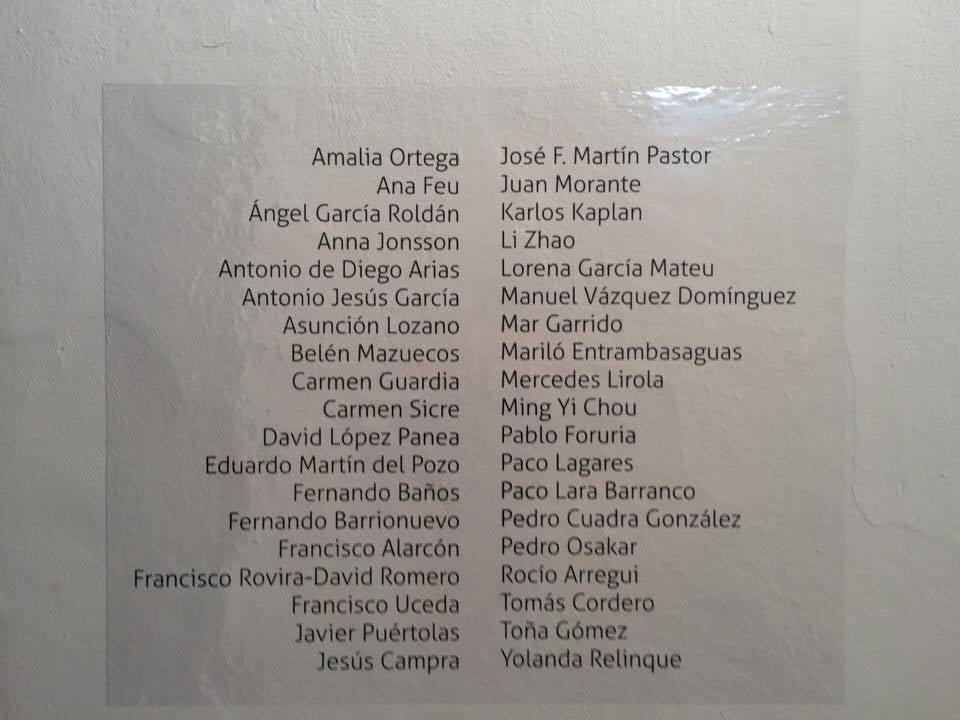 Amalia Ortega
Ana Feu
Ángel García Roldán
Anna Jonsson
Antonio de Diego Arias
Antonio Jesús García
Asunción Lozano
Belén Mazuecos
Carmen Guardia
Carmen Sicre
David López Panea
Eduardo Martín del Pozo
Fernando Baños
Fernando Barrionuevo
Francisco Alarcón
Francisco Rovira-David Romero
Francisco Uceda
Javier Puértolas
Jesús Campra
José F. Martín Pastor
Juan Morante
Karlos Kaplan
Li Zhao
Lorena García Mateu
Manuel Vázquez Domínguez
Mar Garrido
Mariló Entrambasaguas
Mercedes Lirola
Ming Yi Chou
Pablo Foruria
Paco Lagares
Paco Lara Barranco
Pedro Cuadra González
Pedro Osakar
Rocío Arregui
Tomás Cordero
Toña Gómez
Yolanda Relinque